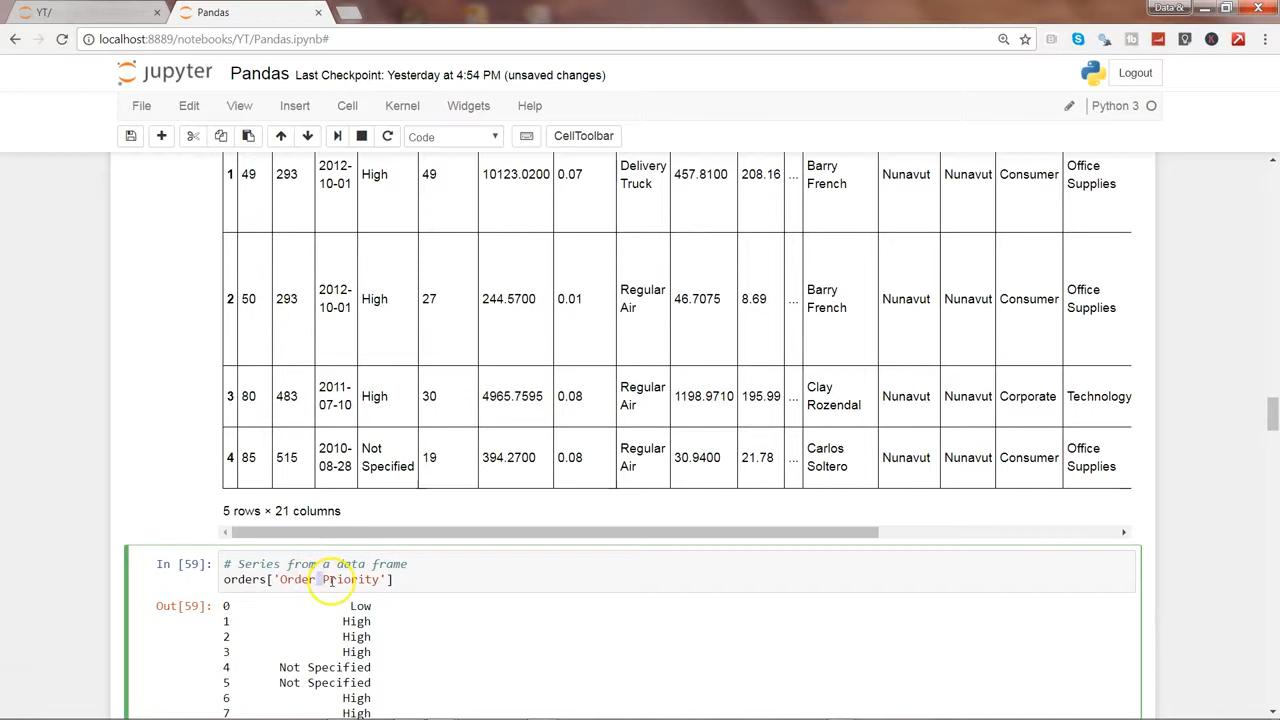 YT/
Pandas
Data &
localhost:8889/notebooks/YT/Pandas.ipynb#
jupyter Pandas Last Checkpoint: Yesterday at 4:54 PM (unsaved changes)
Logout
File Edit View Insert Cell Kernel Widgets Help
Python 3
Code
CellToolbar
1 49 293 2012-10-01 High 49 10123.0200 0.07 Delivery Truck 457.8100 208.16 ... Barry French Nunavut Nunavut Consumer Office Supplies
2 50 293 2012-10-01 High 27 244.5700 0.01 Regular Air 46.7075 8.69 ... Barry French Nunavut Nunavut Consumer Office Supplies
3 80 483 2011-07-10 High 30 4965.7595 0.08 Regular Air 1198.9710 195.99 ... Clay Rozendal Nunavut Nunavut Corporate Technology
4 85 515 2010-08-28 Not Specified 19 394.2700 0.08 Regular Air 30.9400 21.78 ... Carlos Soltero Nunavut Nunavut Consumer Office Supplies
5 rows × 21 columns
In [59]: # Series from a data frame
orders['Order Priority']
Out[59]: 0 Low
1 High
2 High
3 High
4 Not Specified
5 Not Specified
6 High
7 High